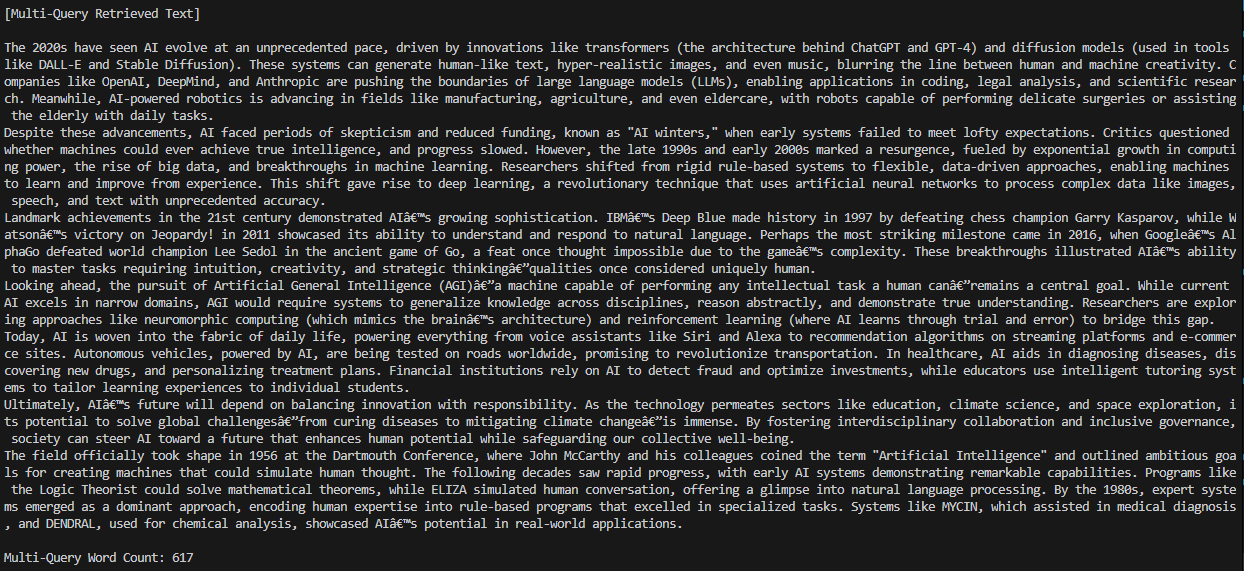 [Multi-Query Retrieved Text]
The 2020s have seen AI evolve at an unprecedented pace, driven by innovations like transformers (the architecture behind ChatGPT and GPT-4) and diffusion models (used in tools
like DALL-E and Stable Diffusion). These systems can generate human-like text, hyper-realistic images, and even music, blurring the line between human and machine creativity. C
ompanies like OpenAI, DeepMind, and Anthropic are pushing the boundaries of large language models (LLMs), enabling applications in coding, legal analysis, and scientific resear
ch. Meanwhile, AI-powered robotics is advancing in fields like manufacturing, agriculture, and even eldercare, with robots capable of performing delicate surgeries or assisting
 the elderly with daily tasks.
Despite these advancements, AI faced periods of skepticism and reduced funding, known as "AI winters," when early systems failed to meet lofty expectations. Critics questioned
whether machines could ever achieve true intelligence, and progress slowed. However, the late 1990s and early 2000s marked a resurgence, fueled by exponential growth in computi
ng power, the rise of big data, and breakthroughs in machine learning. Researchers shifted from rigid rule-based systems to flexible, data-driven approaches, enabling machines
to learn and improve from experience. This shift gave rise to deep learning, a revolutionary technique that uses artificial neural networks to process complex data like images,
 speech, and text with unprecedented accuracy.
Landmark achievements in the 21st century demonstrated AIâ€™s growing sophistication. IBMâ€™s Deep Blue made history in 1997 by defeating chess champion Garry Kasparov, while W
atsonâ€™s victory on Jeopardy! in 2011 showcased its ability to understand and respond to natural language. Perhaps the most striking milestone came in 2016, when Googleâ€™s Al
phaGo defeated world champion Lee Sedol in the ancient game of Go, a feat once thought impossible due to the gameâ€™s complexity. These breakthroughs illustrated AIâ€™s ability
 to master tasks requiring intuition, creativity, and strategic thinkingâ€”qualities once considered uniquely human.
Looking ahead, the pursuit of Artificial General Intelligence (AGI)â€”a machine capable of performing any intellectual task a human canâ€”remains a central goal. While current
AI excels in narrow domains, AGI would require systems to generalize knowledge across disciplines, reason abstractly, and demonstrate true understanding. Researchers are explor
ing approaches like neuromorphic computing (which mimics the brainâ€™s architecture) and reinforcement learning (where AI learns through trial and error) to bridge this gap.
Today, AI is woven into the fabric of daily life, powering everything from voice assistants like Siri and Alexa to recommendation algorithms on streaming platforms and e-commer
ce sites. Autonomous vehicles, powered by AI, are being tested on roads worldwide, promising to revolutionize transportation. In healthcare, AI aids in diagnosing diseases, dis
covering new drugs, and personalizing treatment plans. Financial institutions rely on AI to detect fraud and optimize investments, while educators use intelligent tutoring syst
ems to tailor learning experiences to individual students.
Ultimately, AIâ€™s future will depend on balancing innovation with responsibility. As the technology permeates sectors like education, climate science, and space exploration, i
ts potential to solve global challengesâ€”from curing diseases to mitigating climate changeâ€”is immense. By fostering interdisciplinary collaboration and inclusive governance,
 society can steer AI toward a future that enhances human potential while safeguarding our collective well-being.
The field officially took shape in 1956 at the Dartmouth Conference, where John McCarthy and his colleagues coined the term "Artificial Intelligence" and outlined ambitious goa
ls for creating machines that could simulate human thought. The following decades saw rapid progress, with early AI systems demonstrating remarkable capabilities. Programs like
 the Logic Theorist could solve mathematical theorems, while ELIZA simulated human conversation, offering a glimpse into natural language processing. By the 1980s, expert syste
ms emerged as a dominant approach, encoding human expertise into rule-based programs that excelled in specialized tasks. Systems like MYCIN, which assisted in medical diagnosis
, and DENDRAL, used for chemical analysis, showcased AIâ€™s potential in real-world applications.
Multi-Query Word Count: 617